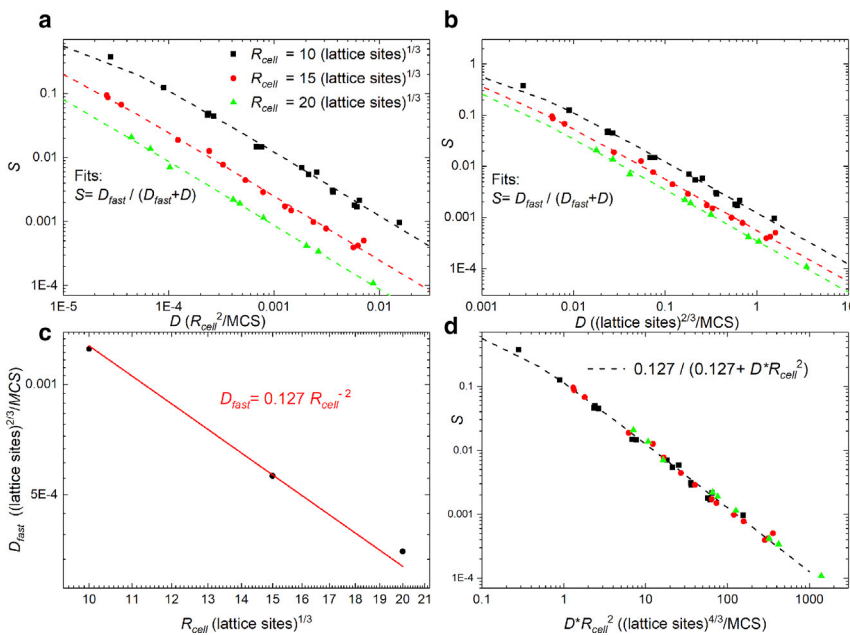 a
R_cell = 10 (lattice sites)^1/3
R_cell = 15 (lattice sites)^1/3
R_cell = 20 (lattice sites)^1/3
Fits:
S= D_fast / (D_fast+D)
S
0.1
0.01
0.001
1E-4
1E-5
1E-4
0.001
0.01
D (R_cell^2/MCS)
b
Fits:
S= D_fast / (D_fast+D)
S
1
0.1
0.01
0.001
1E-4
0.001
0.01
0.1
1
10
D ((lattice sites)^2/3/MCS)
c
D_fast= 0.127 R_cell^-2
D_fast ((lattice sites)^2/3/MCS)
0.001
5E-4
10
11
12
13
14
15
16
17
18
19
20
21
R_cell (lattice sites)^1/3
d
0.127 / (0.127+ D*R_cell^2)
S
0.1
0.01
0.001
1E-4
0.1
1
10
100
1000
D*R_cell^2 ((lattice sites)^4/3/MCS)